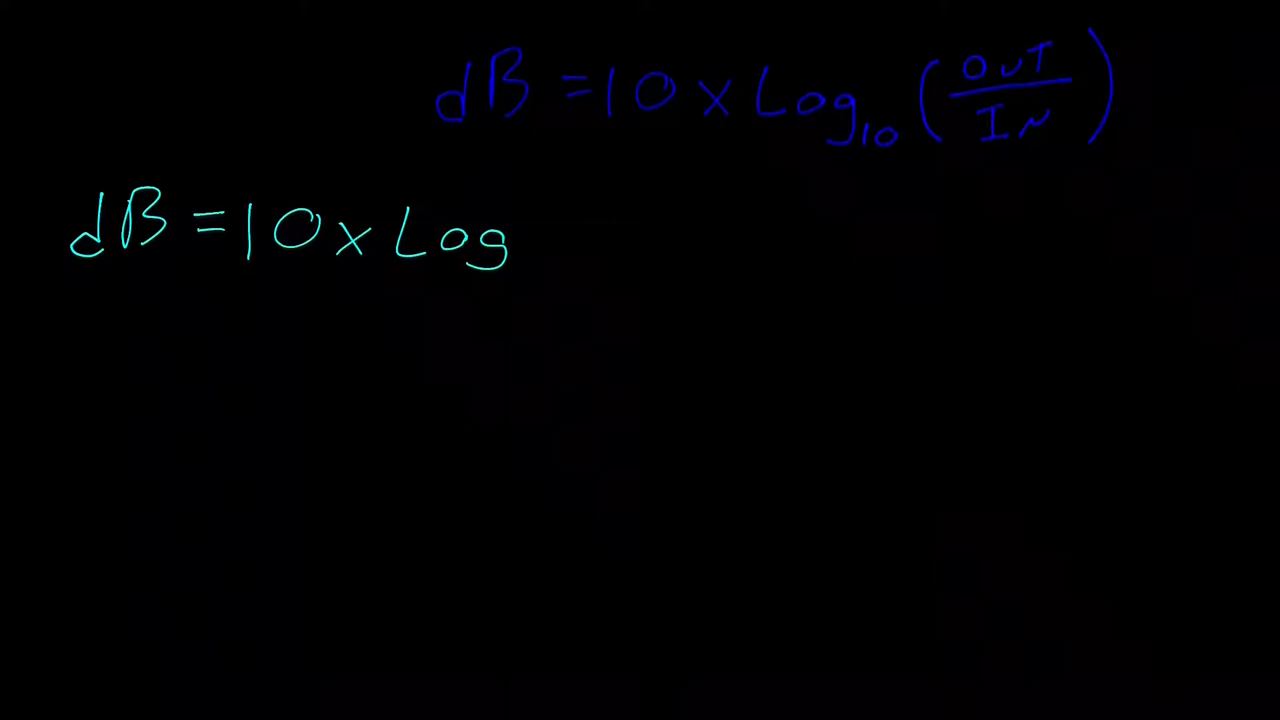 dB = 10 x Log₁₀ (OUT / IN)
dB = 10 x Log